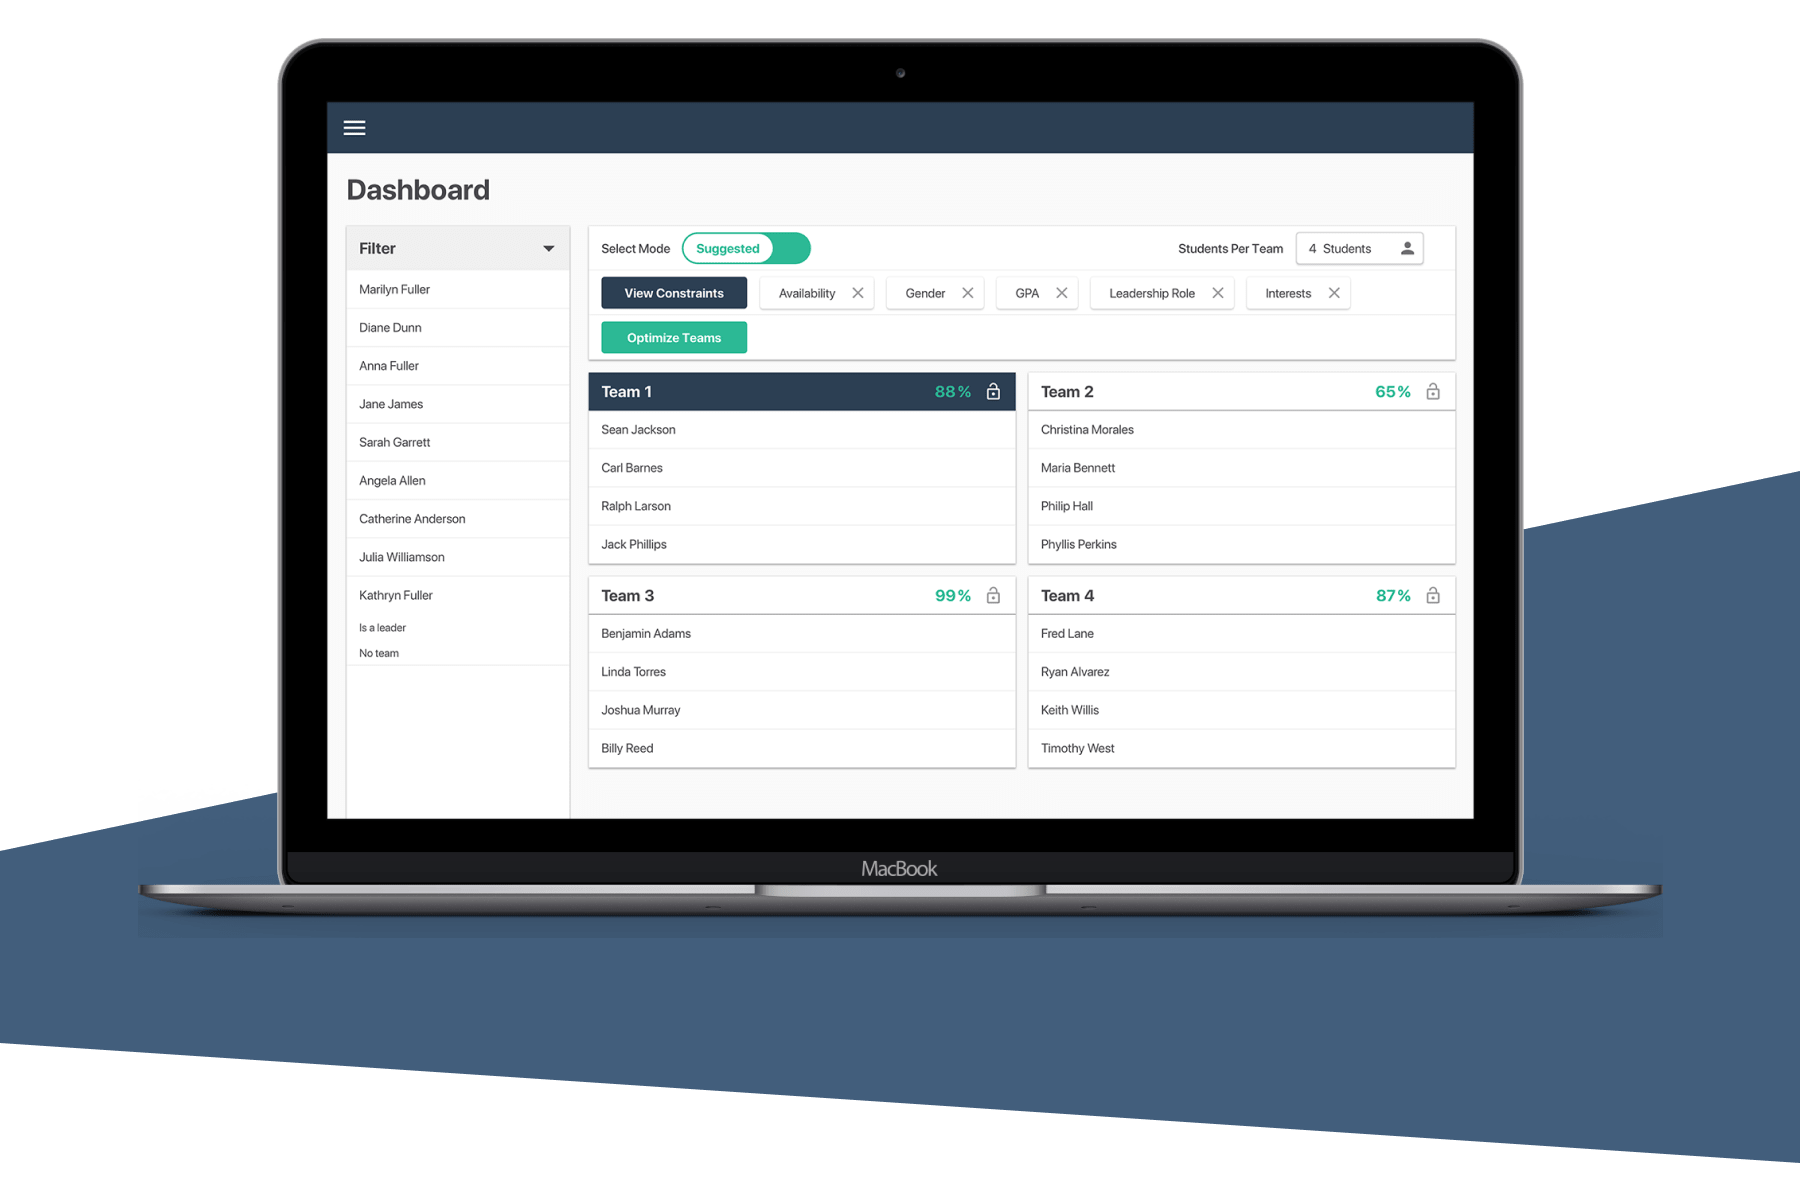 Dashboard
Filter
Marilyn Fuller
Diane Dunn
Anna Fuller
Jane James
Sarah Garrett
Angela Allen
Catherine Anderson
Julia Williamson
Kathryn Fuller
Is a leader
No team
Select Mode Suggested Students Per Team 4 Students
View Constraints Availability Gender GPA Leadership Role Interests
Optimize Teams
Team 1 88%
Sean Jackson
Carl Barnes
Ralph Larson
Jack Phillips
Team 2 65%
Christina Morales
Maria Bennett
Philip Hall
Phyllis Perkins
Team 3 99%
Benjamin Adams
Linda Torres
Joshua Murray
Billy Reed
Team 4 87%
Fred Lane
Ryan Alvarez
Keith Willis
Timothy West
MacBook